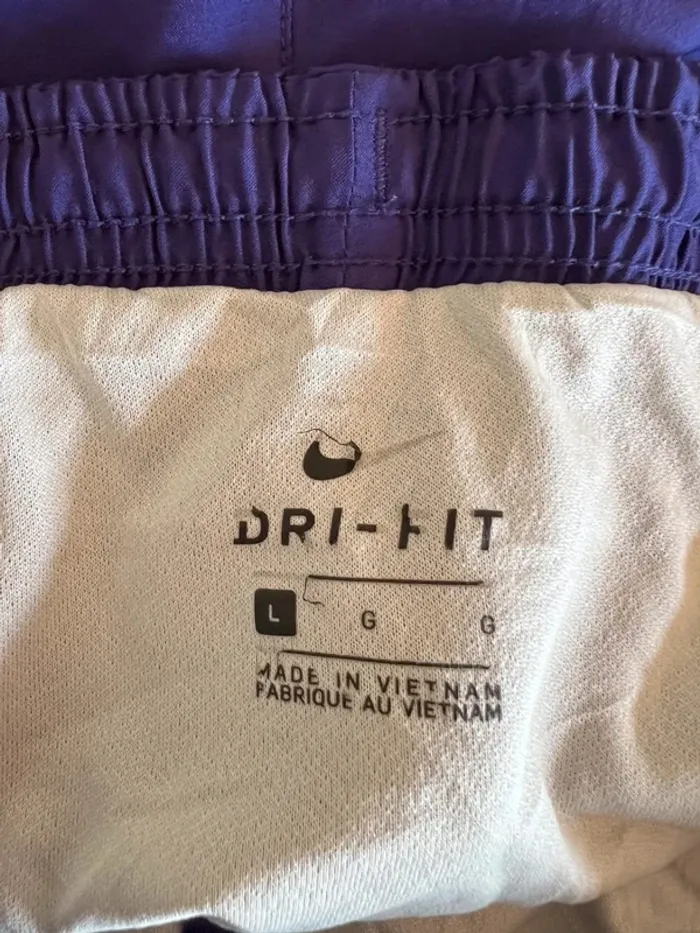 DRI-FIT
L G G
MADE IN VIETNAM
FABRIQUE AU VIETNAM